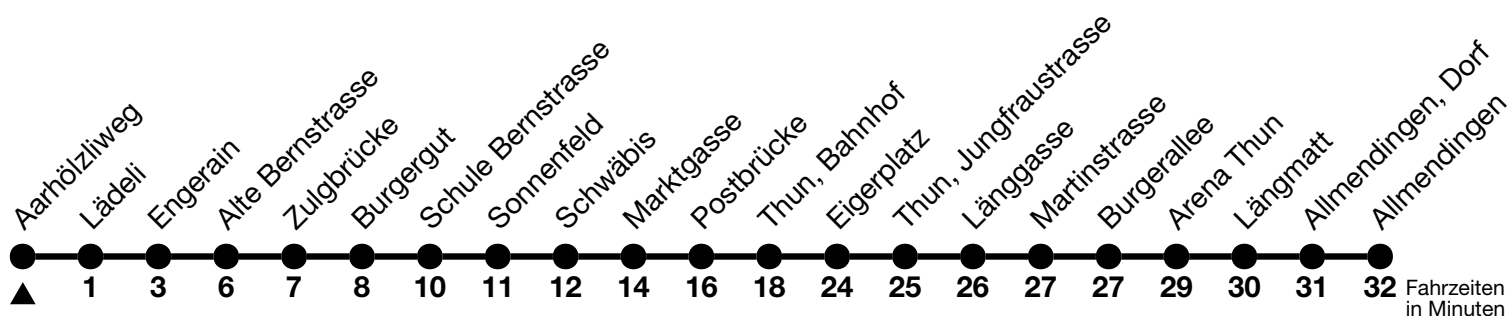 Aarhölzliweg
Lädeli
Engerain
Alte Bernstrasse
Zulgbrücke
Burgergut
Schule Bernstrasse
Sonnenfeld
Schwäbis
Marktgasse
Postbrücke
Thun, Bahnhof
Eigerplatz
Thun, Jungfraustrasse
Länggasse
Martinstrasse
Burgerallee
Arena Thun
Längmatt
Allmendingen, Dorf
Allmendingen
1 3 6 7 8 10 11 12 14 16 18 24 25 26 27 27 29 30 31 32 Fahrzeiten
in Minuten